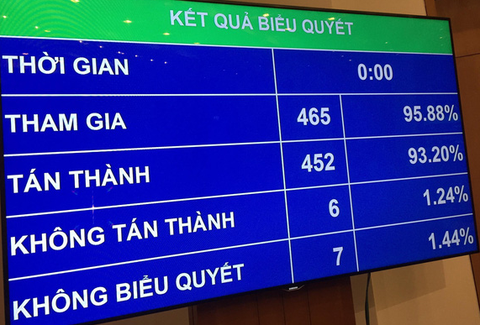 KẾT QUẢ BIỂU QUYẾT
THỜI GIAN 0:00
THAM GIA 465 95.88%
TÁN THÀNH 452 93.20%
KHÔNG TÁN THÀNH 6 1.24%
KHÔNG BIỂU QUYẾT 7 1.44%